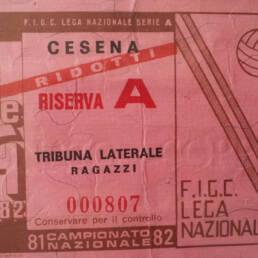 F.I.G.C. LEGA NAZIONALE SERIE A
CESENA
RIDOTTI
RISERVA A
TRIBUNA LATERALE
RAGAZZI
000807
Conservare per il controllo
81 CAMPIONATO NAZIONALE 82
F.I.G.C.
LEGA
NAZIONAL